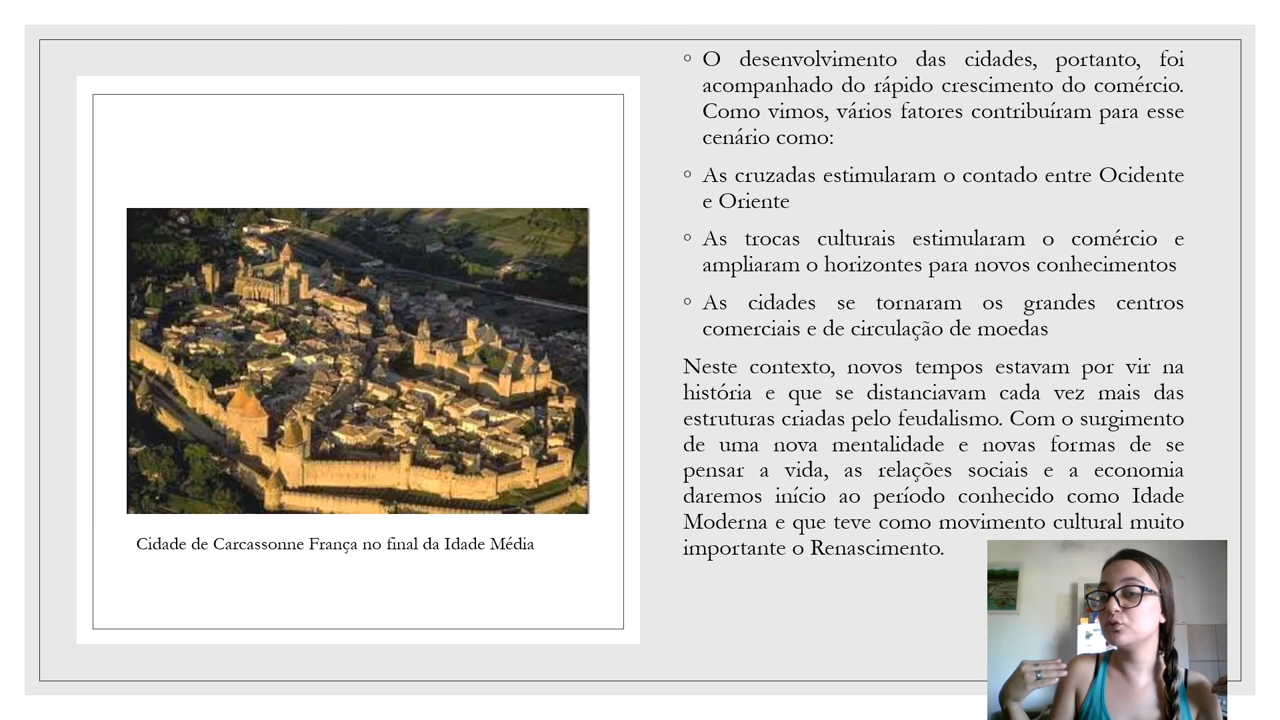 O desenvolvimento das cidades, portanto, foi
acompanhado do rápido crescimento do comércio.
Como vimos, vários fatores contribuíram para esse
cenário como:
As cruzadas estimularam o contado entre Ocidente
e Oriente
As trocas culturais estimularam o comércio e
ampliaram o horizontes para novos conhecimentos
As cidades se tornaram os grandes centros
comerciais e de circulação de moedas
Neste contexto, novos tempos estavam por vir na
história e que se distanciavam cada vez mais das
estruturas criadas pelo feudalismo. Com o surgimento
de uma nova mentalidade e novas formas de se
pensar a vida, as relações sociais e a economia
daremos início ao período conhecido como Idade
Moderna e que teve como movimento cultural muito
importante o Renascimento.
Cidade de Carcassonne França no final da Idade Média